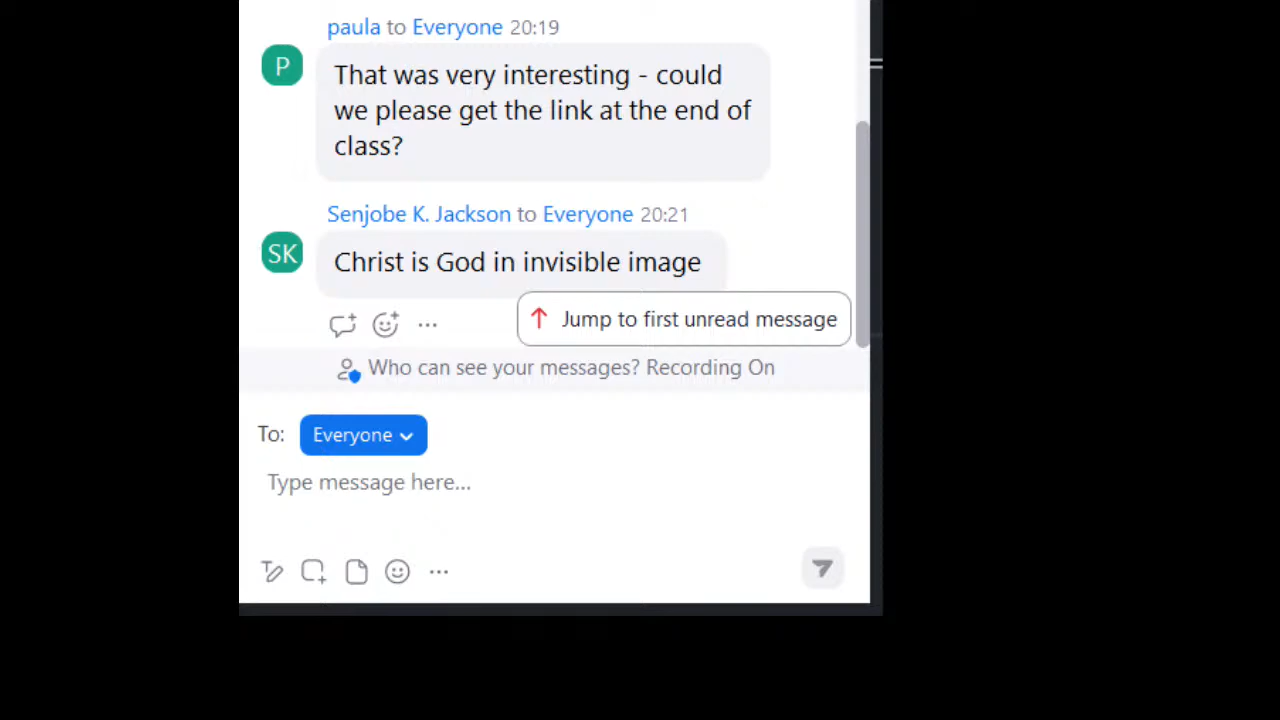 paula to Everyone 20:19
P
That was very interesting - could
we please get the link at the end of
class?
Senjobe K. Jackson to Everyone 20:21
SK
Christ is God in invisible image
Jump to first unread message
Who can see your messages? Recording On
To: Everyone
Type message here...